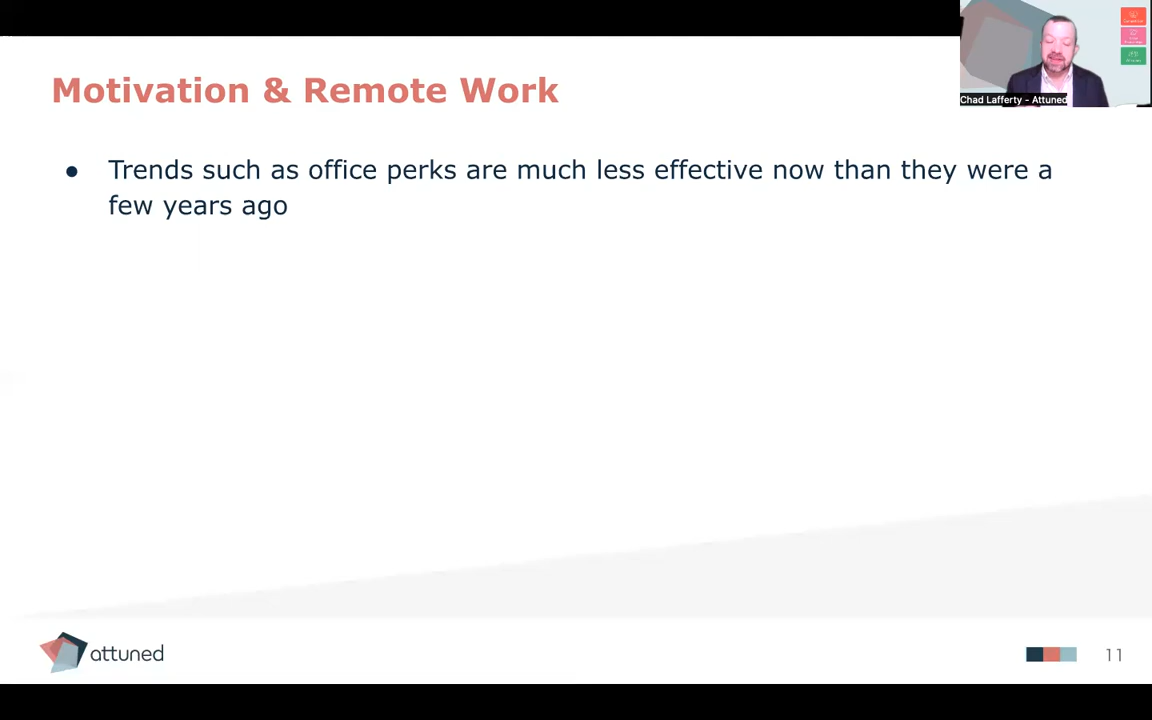 Motivation & Remote Work
Chad Lafferty - Attuned
● Trends such as office perks are much less effective now than they were a
few years ago
attuned
11